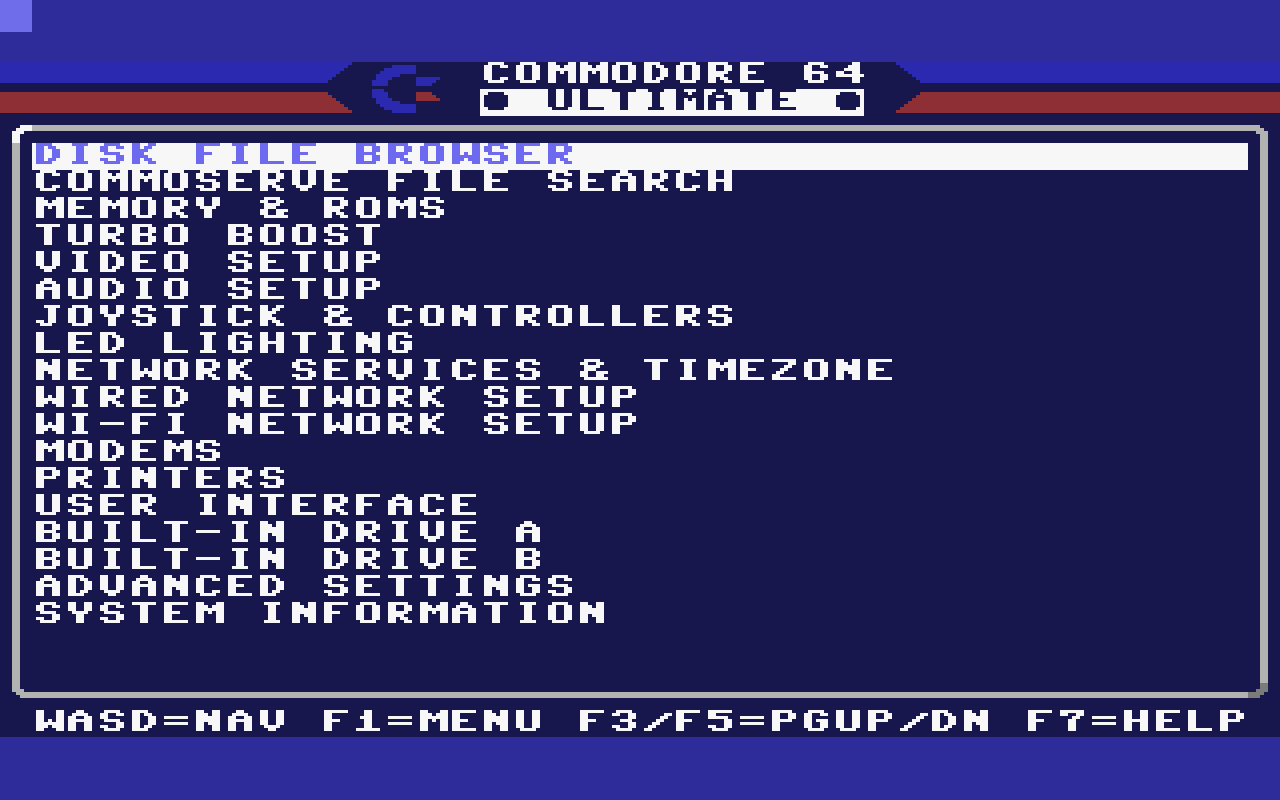 COMMODORE 64
ULTIMATE
DISK FILE BROWSER
COMMOSERVE FILE SEARCH
MEMORY & ROMS
TURBO BOOST
VIDEO SETUP
AUDIO SETUP
JOYSTICK & CONTROLLERS
LED LIGHTING
NETWORK SERVICES & TIMEZONE
WIRED NETWORK SETUP
WI-FI NETWORK SETUP
MODEMS
PRINTERS
USER INTERFACE
BUILT-IN DRIVE A
BUILT-IN DRIVE B
ADVANCED SETTINGS
SYSTEM INFORMATION
WASD=NAV F1=MENU F3/F5=PGUP/DN F7=HELP